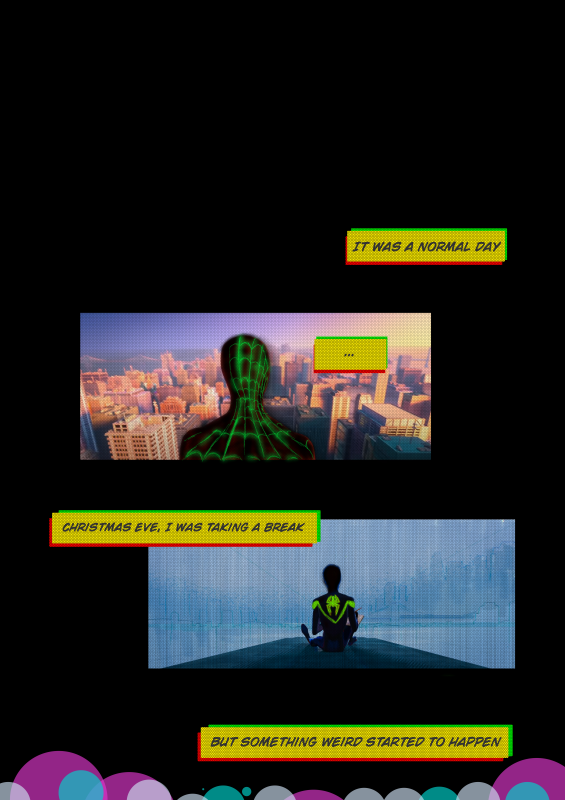 IT WAS A NORMAL DAY
...
CHRISTMAS EVE, I WAS TAKING A BREAK
BUT SOMETHING WEIRD STARTED TO HAPPEN